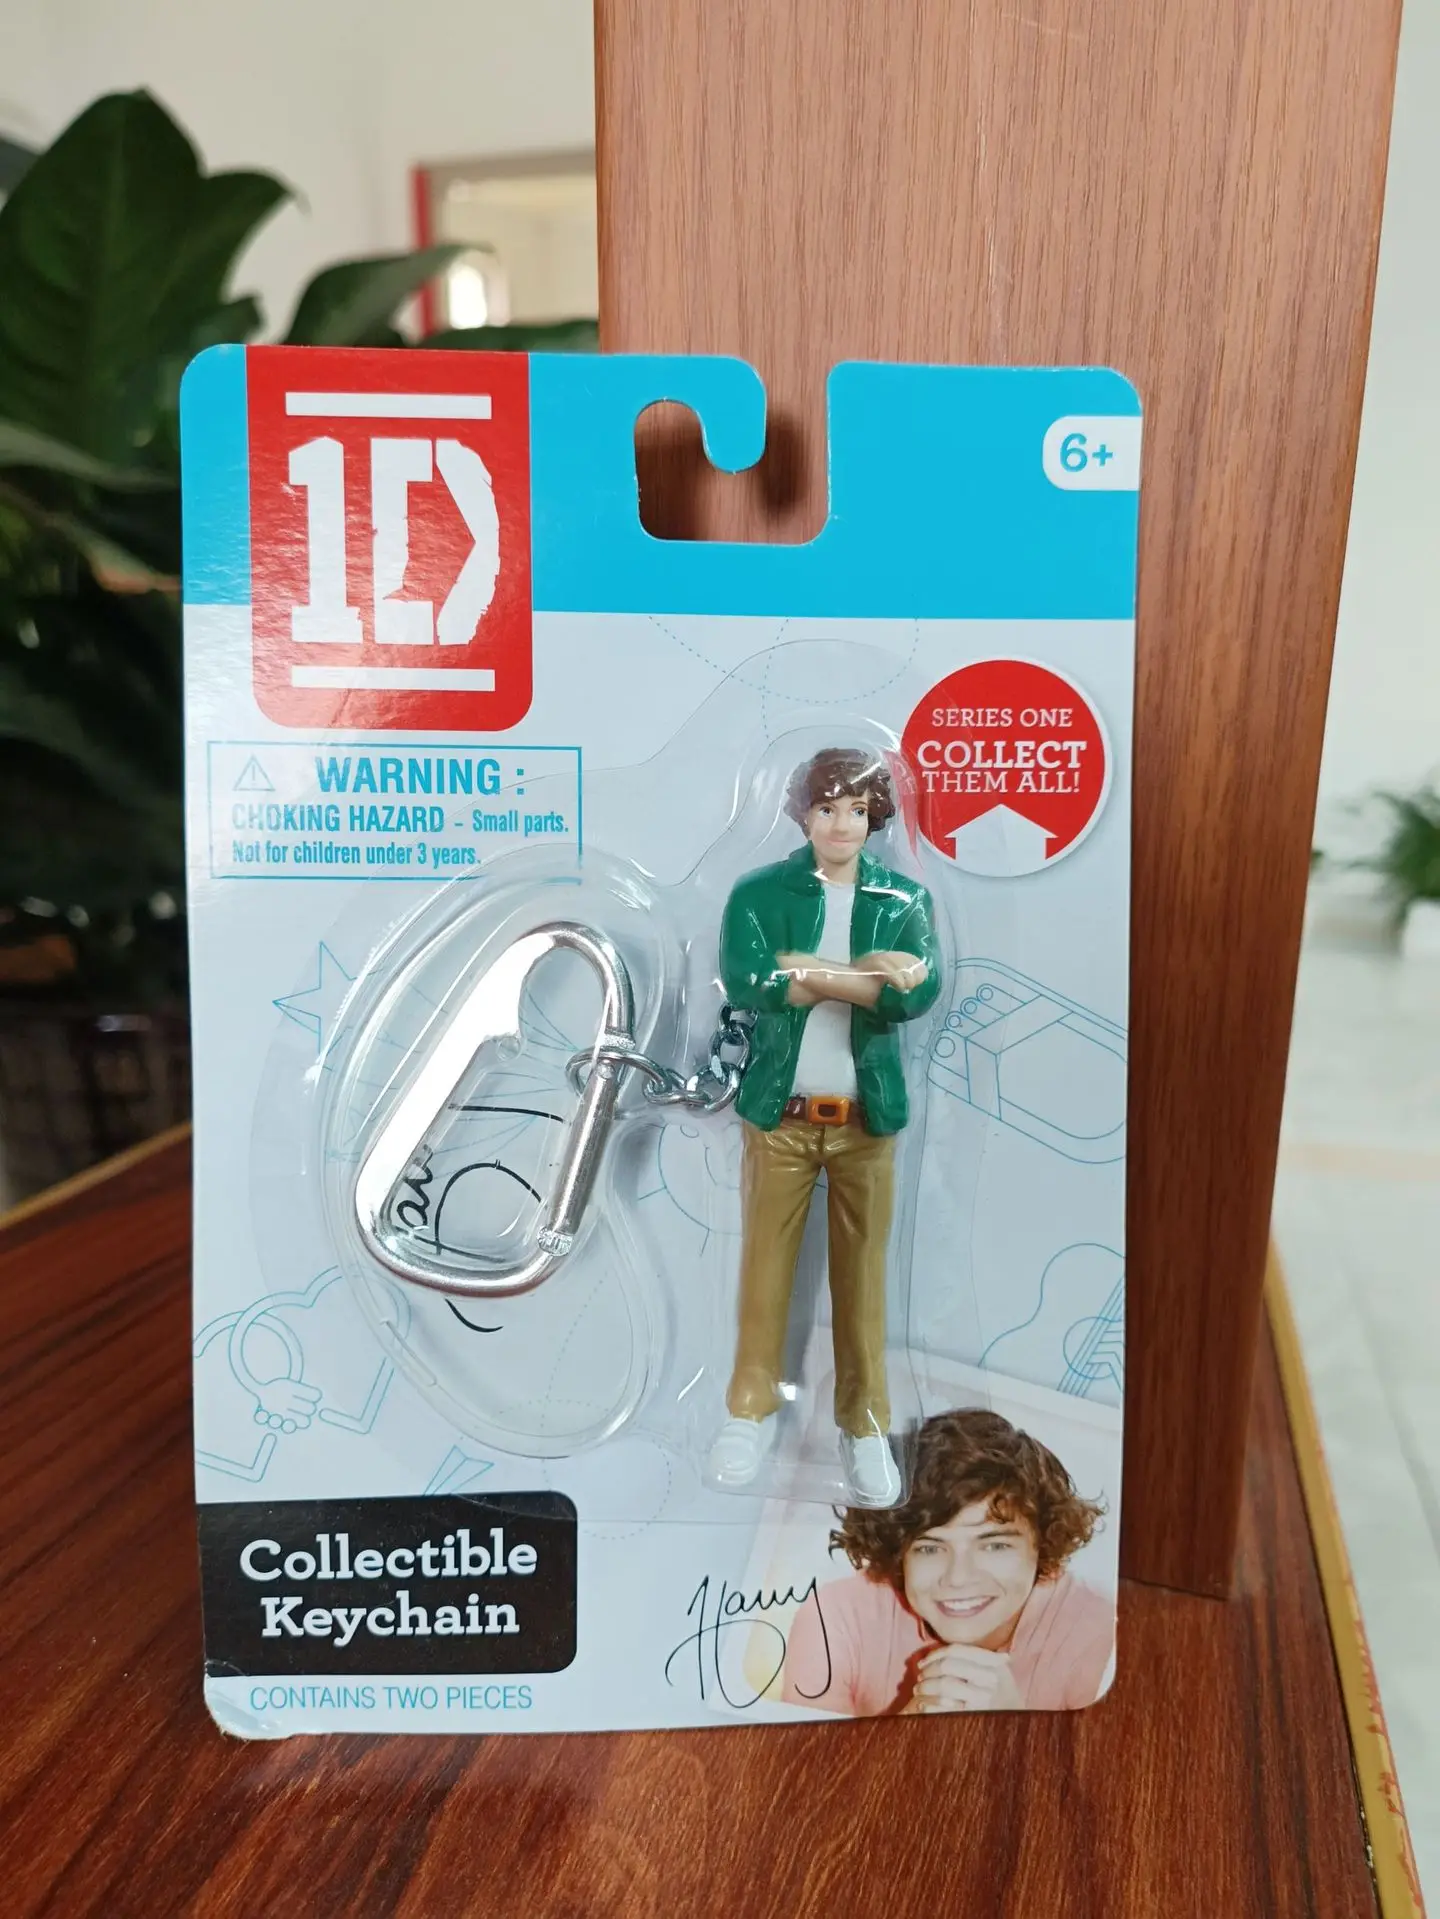 1D
6+
SERIES ONE
COLLECT
THEM ALL!
WARNING :
CHOKING HAZARD - Small parts.
Not for children under 3 years.
Collectible
Keychain
CONTAINS TWO PIECES
Harry